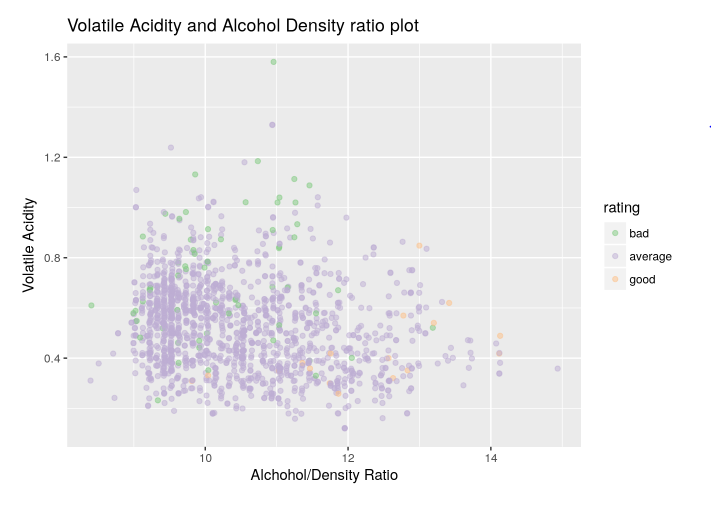 Volatile Acidity and Alcohol Density ratio plot
1.6
1.2
0.8
0.4
Volatile Acidity
10
12
14
Alchohol/Density Ratio
rating
bad
average
good